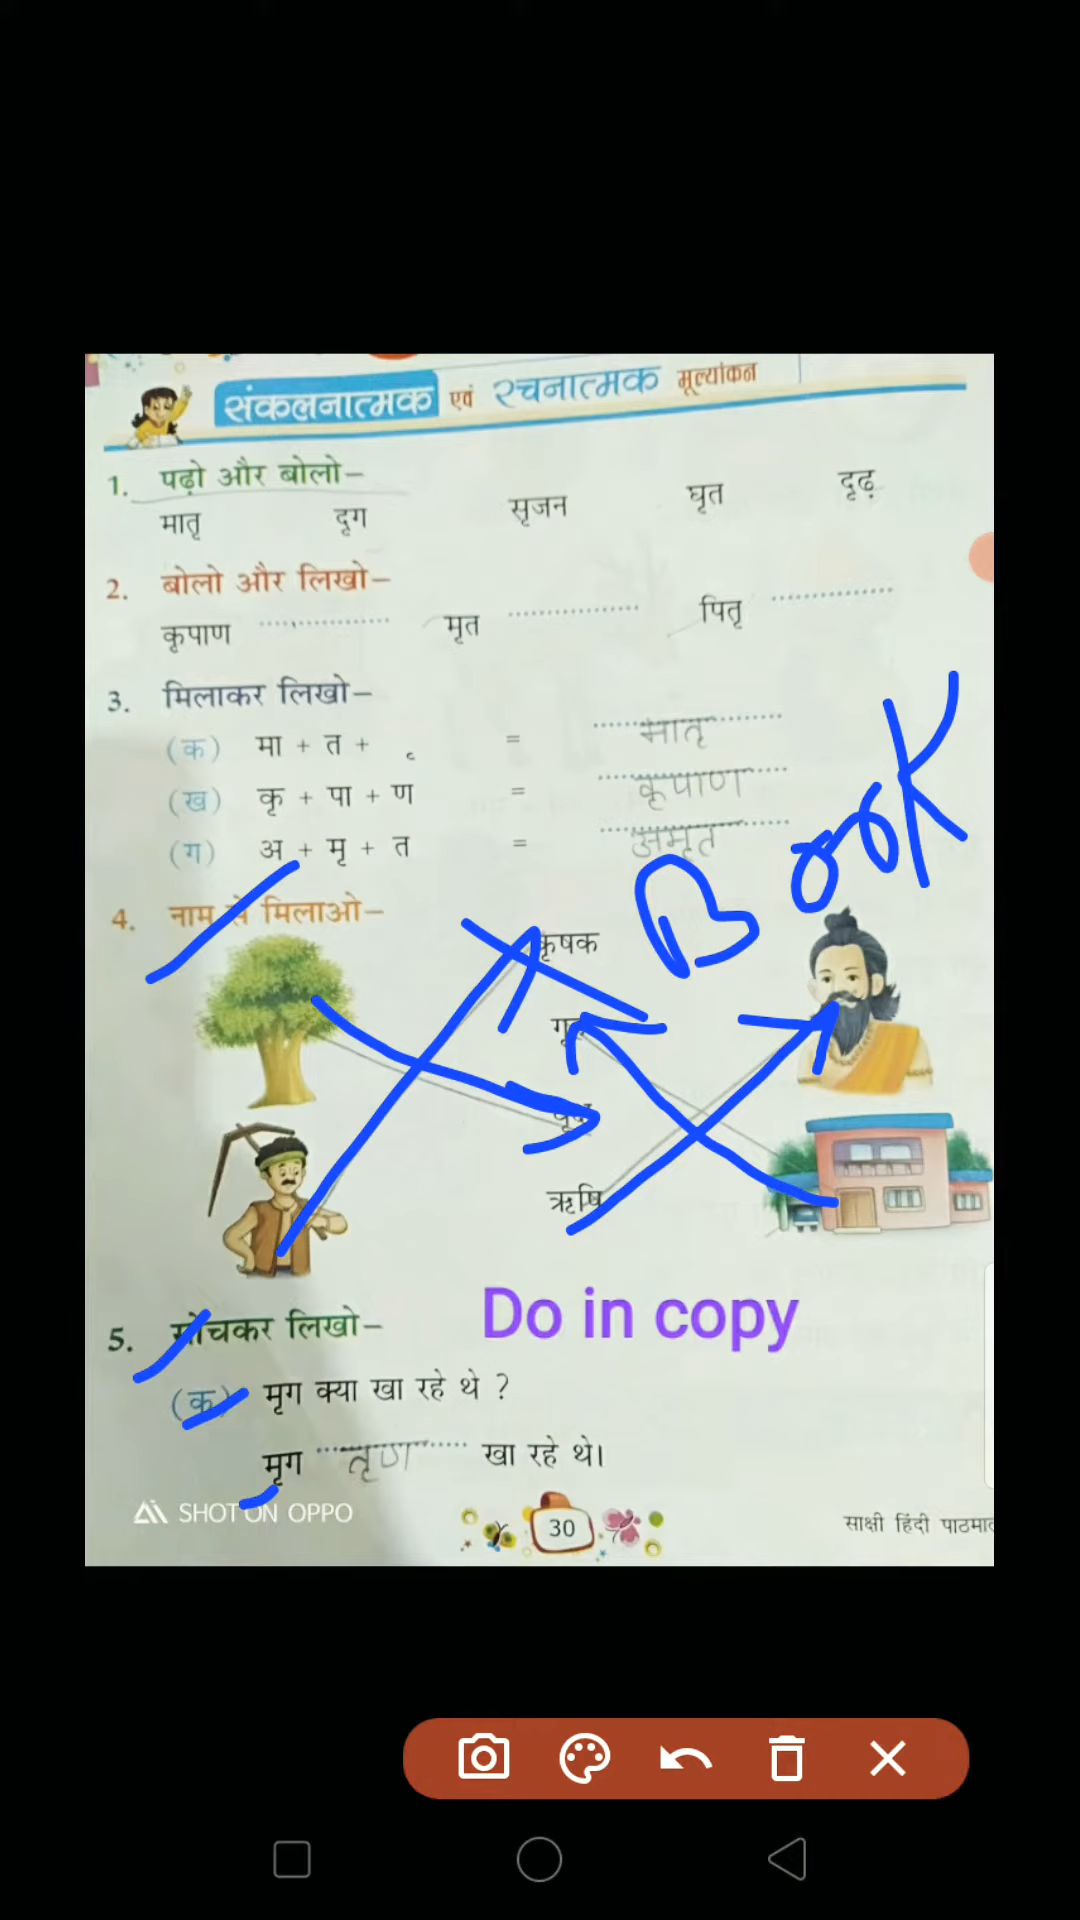 संकलनात्मक एवं रचनात्मक मूल्यांकन
1. पढ़ो और बोलो–
मातृ दृग सृजन घृत दृढ़
2. बोलो और लिखो–
कृपाण मृत पितृ
3. मिलाकर लिखो–
(क) मा + त + ृ = मातृ
(ख) कृ + पा + ण = कृपाण
(ग) अ + मृ + त = अमृत
BOOK
4. नाम से मिलाओ–
कृषक
ऋषि
Do in copy
5. सोचकर लिखो–
(क) मृग क्या खा रहे थे ?
मृग तृण खा रहे थे।
SHOT ON OPPO
30
साक्षी हिंदी